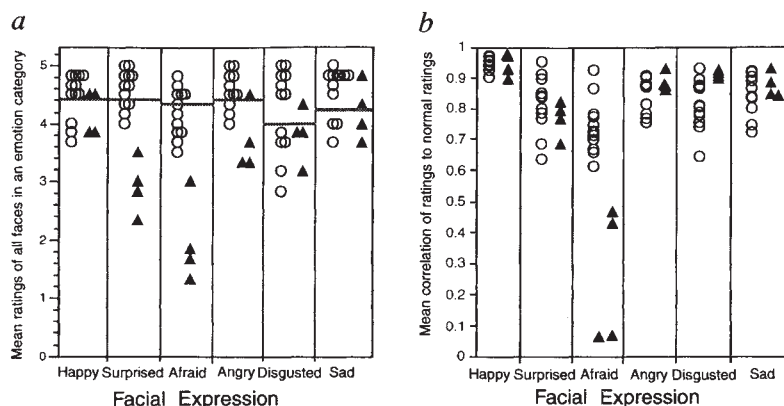 a
Mean ratings of all faces in an emotion category
5
4
3
2
1
0
Happy Surprised Afraid Angry Disgusted Sad
Facial Expression
b
Mean correlation of ratings to normal ratings
1
0.9
0.8
0.7
0.6
0.5
0.4
0.3
0.2
0.1
0
Happy Surprised Afraid Angry Disgusted Sad
Facial Expression